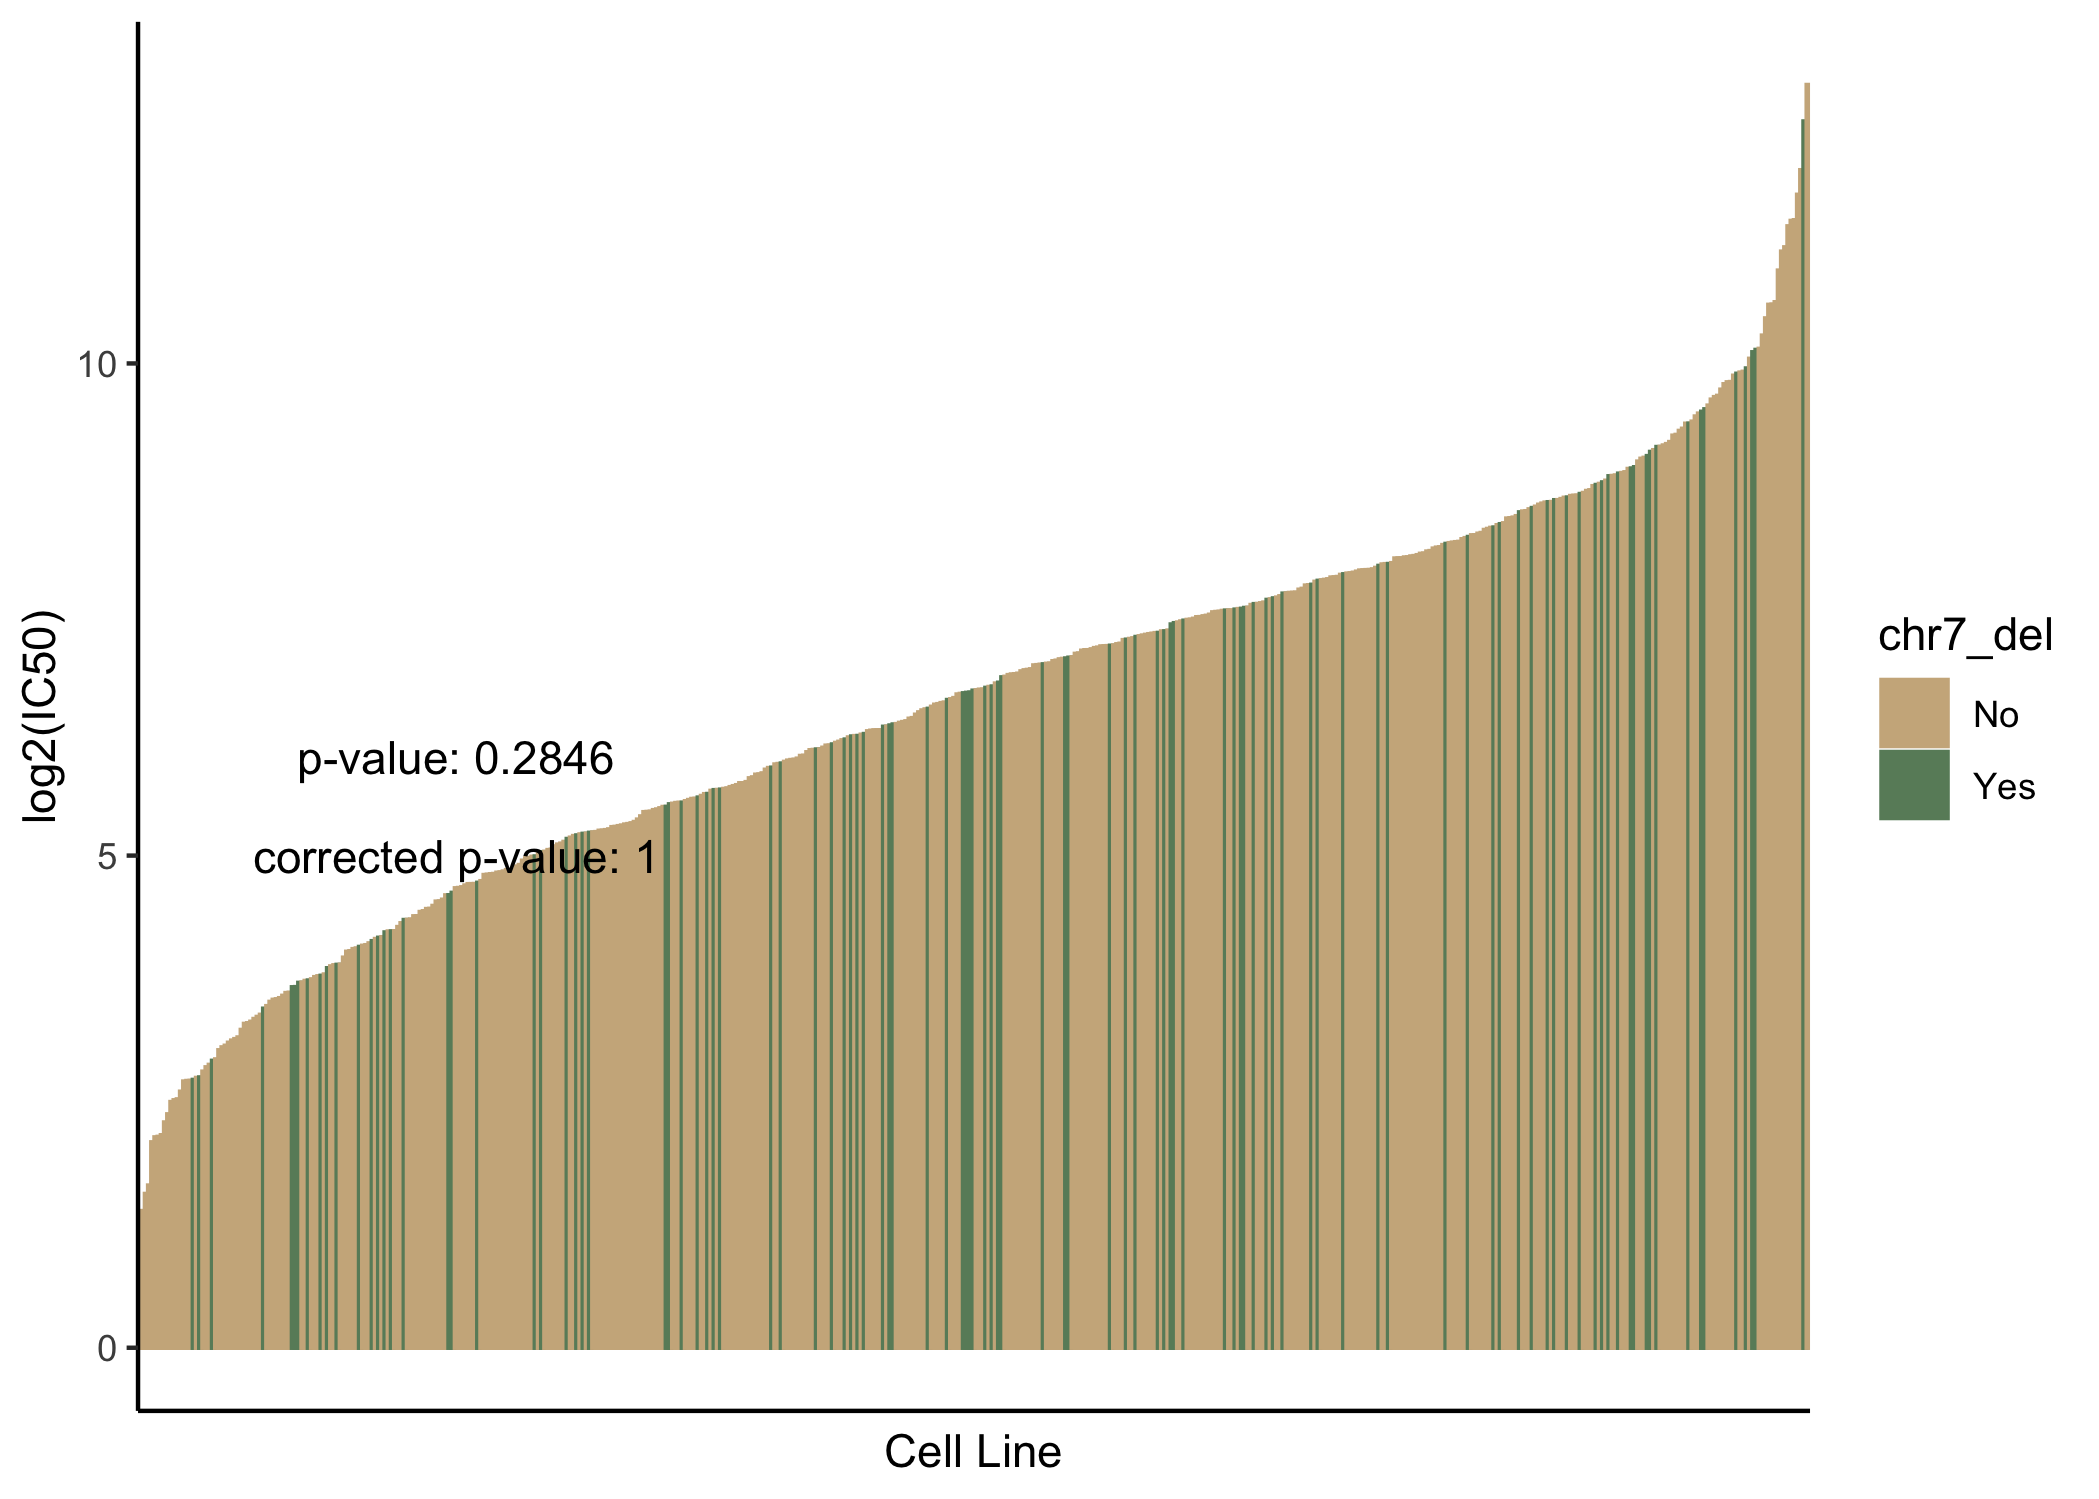 10
5
0
log2(IC50)
p-value: 0.2846
corrected p-value: 1
Cell Line
chr7_del
No
Yes